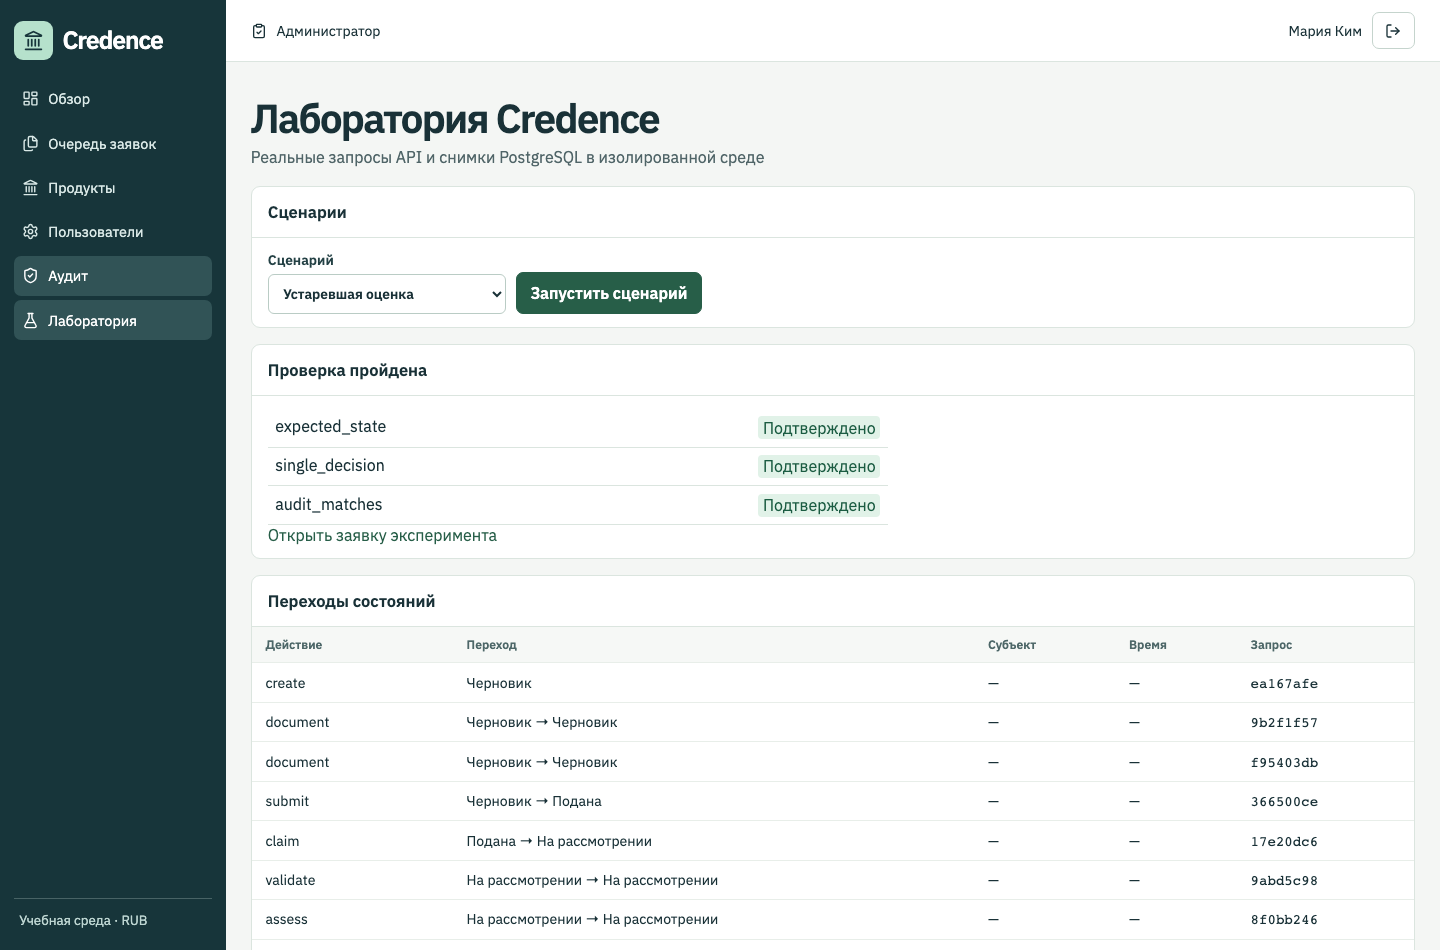 Credence
Обзор
Очередь заявок
Продукты
Пользователи
Аудит
Лаборатория
Учебная среда · RUB
Администратор
Мария Ким
Лаборатория Credence
Реальные запросы API и снимки PostgreSQL в изолированной среде
Сценарии
Сценарий
Устаревшая оценка
Запустить сценарий
Проверка пройдена
expected_state Подтверждено
single_decision Подтверждено
audit_matches Подтверждено
Открыть заявку эксперимента
Переходы состояний
Действие Переход Субъект Время Запрос
create Черновик — — ea167afe
document Черновик → Черновик — — 9b2f1f57
document Черновик → Черновик — — f95403db
submit Черновик → Подана — — 366500ce
claim Подана → На рассмотрении — — 17e20dc6
validate На рассмотрении → На рассмотрении — — 9abd5c98
assess На рассмотрении → На рассмотрении — — 8f0bb246